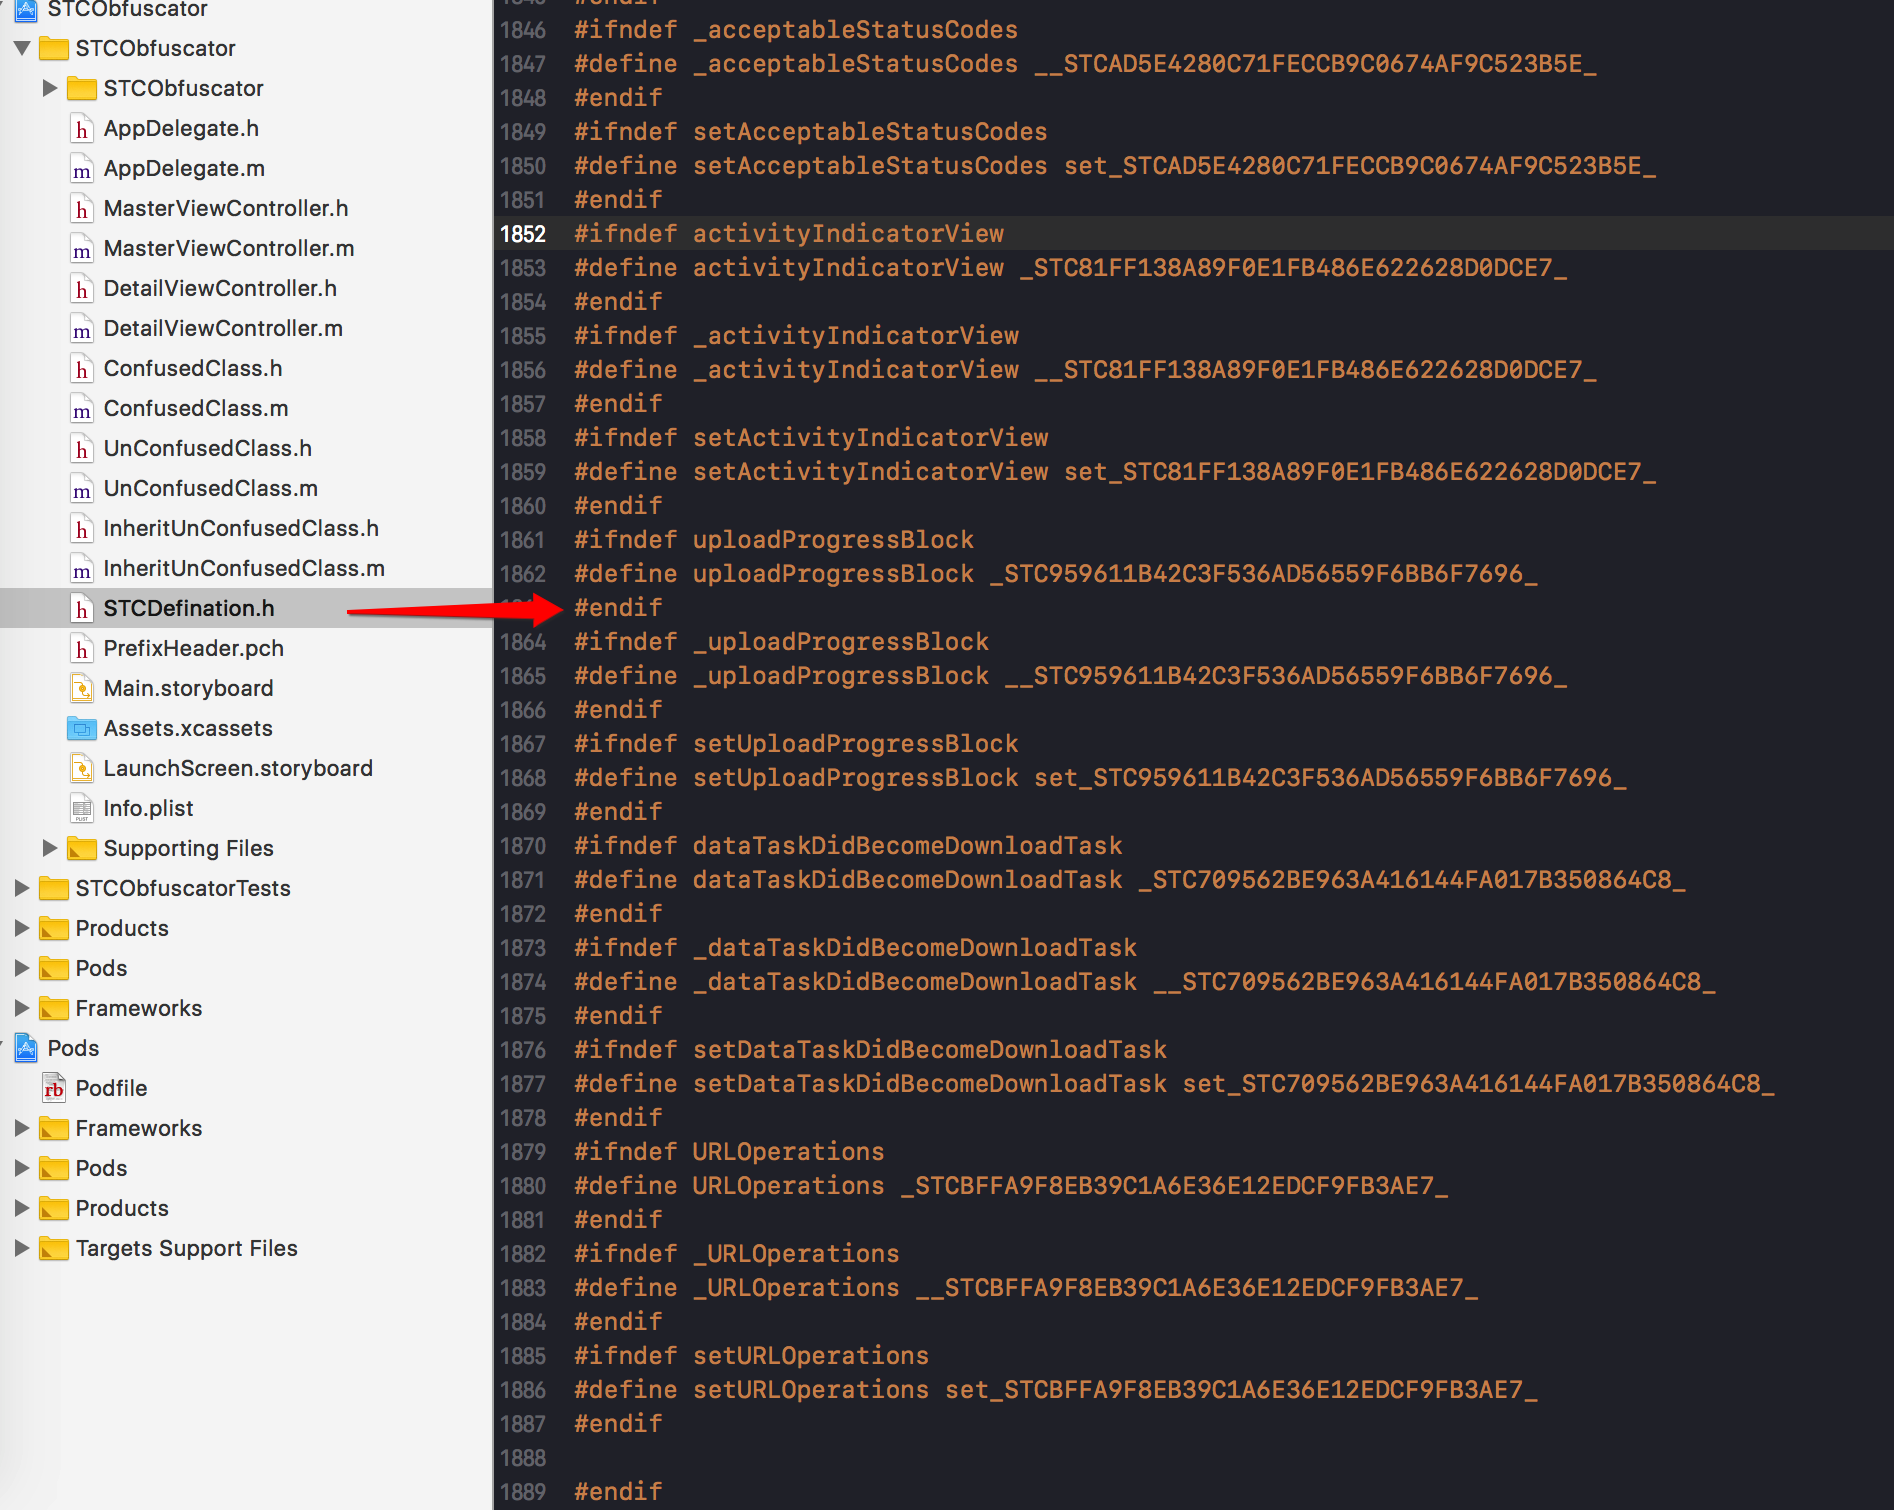 STCObfuscator
STCObfuscator
STCObfuscator
h AppDelegate.h
m AppDelegate.m
h MasterViewController.h
m MasterViewController.m
h DetailViewController.h
m DetailViewController.m
h ConfusedClass.h
m ConfusedClass.m
h UnConfusedClass.h
m UnConfusedClass.m
h InheritUnConfusedClass.h
m InheritUnConfusedClass.m
h STCDefination.h
h PrefixHeader.pch
Main.storyboard
Assets.xcassets
LaunchScreen.storyboard
Info.plist
Supporting Files
STCObfuscatorTests
Products
Pods
Frameworks
Pods
rb Podfile
Frameworks
Pods
Products
Targets Support Files
#endif
1846 #ifndef _acceptableStatusCodes
1847 #define _acceptableStatusCodes __STCAD5E4280C71FECCB9C0674AF9C523B5E_
1848 #endif
1849 #ifndef setAcceptableStatusCodes
1850 #define setAcceptableStatusCodes set_STCAD5E4280C71FECCB9C0674AF9C523B5E_
1851 #endif
1852 #ifndef activityIndicatorView
1853 #define activityIndicatorView _STC81FF138A89F0E1FB486E622628D0DCE7_
1854 #endif
1855 #ifndef _activityIndicatorView
1856 #define _activityIndicatorView __STC81FF138A89F0E1FB486E622628D0DCE7_
1857 #endif
1858 #ifndef setActivityIndicatorView
1859 #define setActivityIndicatorView set_STC81FF138A89F0E1FB486E622628D0DCE7_
1860 #endif
1861 #ifndef uploadProgressBlock
1862 #define uploadProgressBlock _STC959611B42C3F536AD56559F6BB6F7696_
#endif
1864 #ifndef _uploadProgressBlock
1865 #define _uploadProgressBlock __STC959611B42C3F536AD56559F6BB6F7696_
1866 #endif
1867 #ifndef setUploadProgressBlock
1868 #define setUploadProgressBlock set_STC959611B42C3F536AD56559F6BB6F7696_
1869 #endif
1870 #ifndef dataTaskDidBecomeDownloadTask
1871 #define dataTaskDidBecomeDownloadTask _STC709562BE963A416144FA017B350864C8_
1872 #endif
1873 #ifndef _dataTaskDidBecomeDownloadTask
1874 #define _dataTaskDidBecomeDownloadTask __STC709562BE963A416144FA017B350864C8_
1875 #endif
1876 #ifndef setDataTaskDidBecomeDownloadTask
1877 #define setDataTaskDidBecomeDownloadTask set_STC709562BE963A416144FA017B350864C8_
1878 #endif
1879 #ifndef URLOperations
1880 #define URLOperations _STCBFFA9F8EB39C1A6E36E12EDCF9FB3AE7_
1881 #endif
1882 #ifndef _URLOperations
1883 #define _URLOperations __STCBFFA9F8EB39C1A6E36E12EDCF9FB3AE7_
1884 #endif
1885 #ifndef setURLOperations
1886 #define setURLOperations set_STCBFFA9F8EB39C1A6E36E12EDCF9FB3AE7_
1887 #endif
1888
1889 #endif